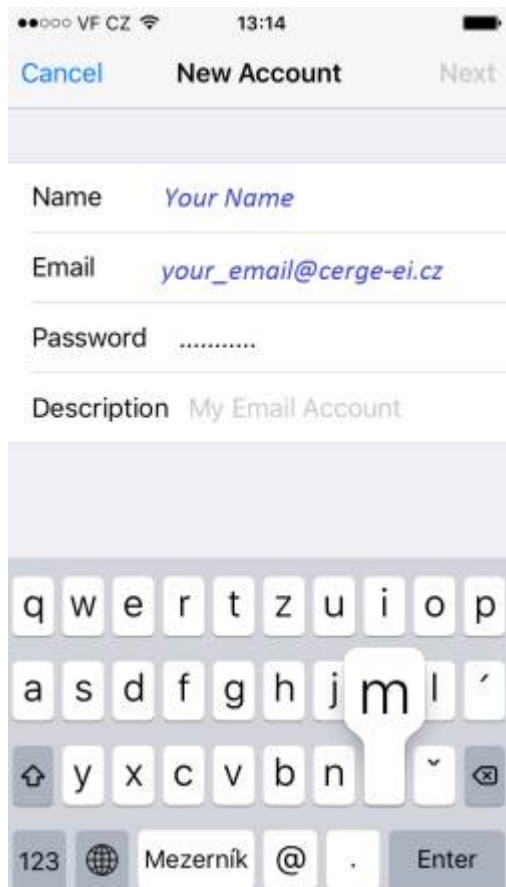 VF CZ 13:14
Cancel New Account Next
Name Your Name
Email your_email@cerge-ei.cz
Password ...........
Description My Email Account
q w e r t z u i o p
a s d f g h j m l ´
y x c v b n ˇ
123 Mezerník @ . Enter